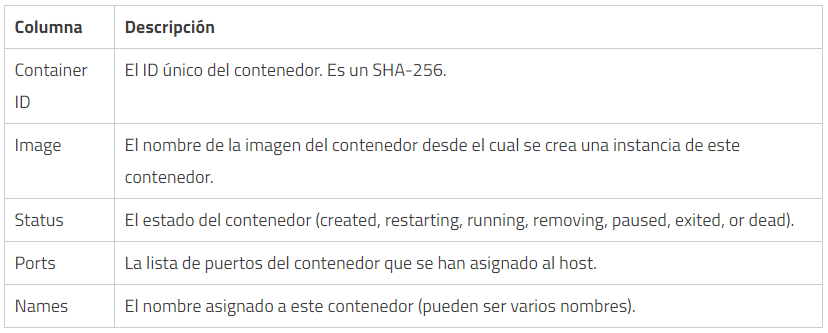 Columna Descripción
Container El ID único del contenedor. Es un SHA-256.
ID
Image El nombre de la imagen del contenedor desde el cual se crea una instancia de este
contenedor.
Status El estado del contenedor (created, restarting, running, removing, paused, exited, or dead).
Ports La lista de puertos del contenedor que se han asignado al host.
Names El nombre asignado a este contenedor (pueden ser varios nombres).